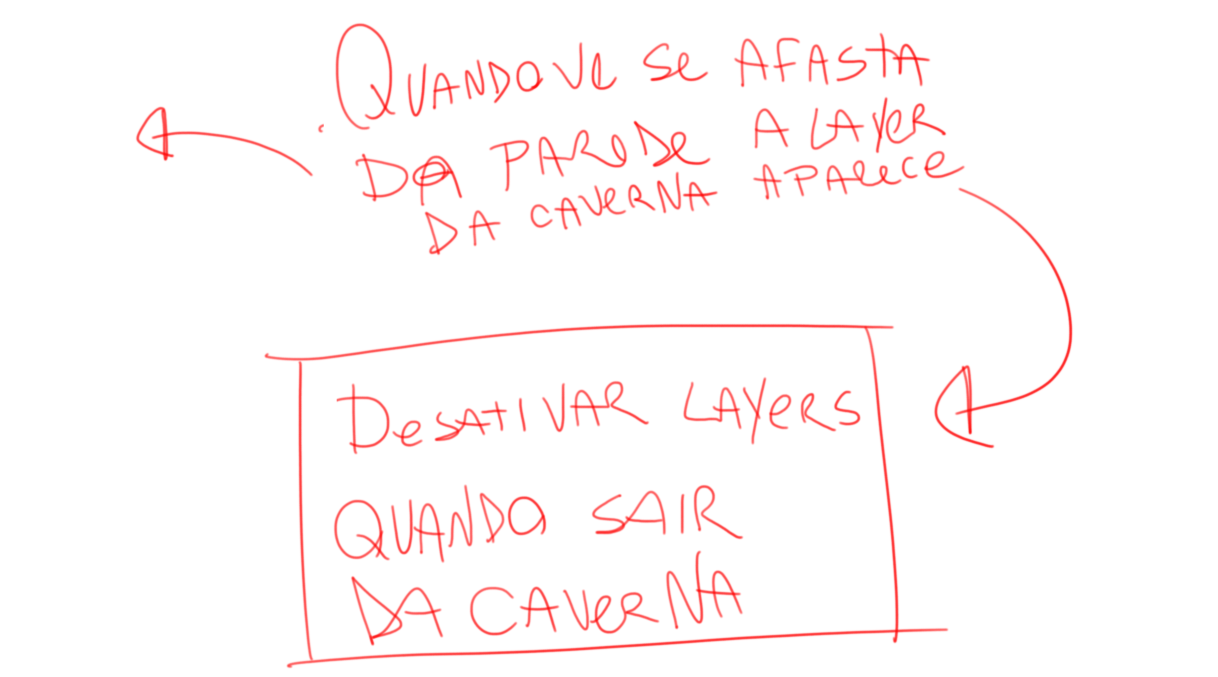 QUANDO VC SE AFASTA
DA PAREDE A LAYER
DA CAVERNA APARECE
DESATIVAR LAYERS
QUANDO SAIR
DA CAVERNA